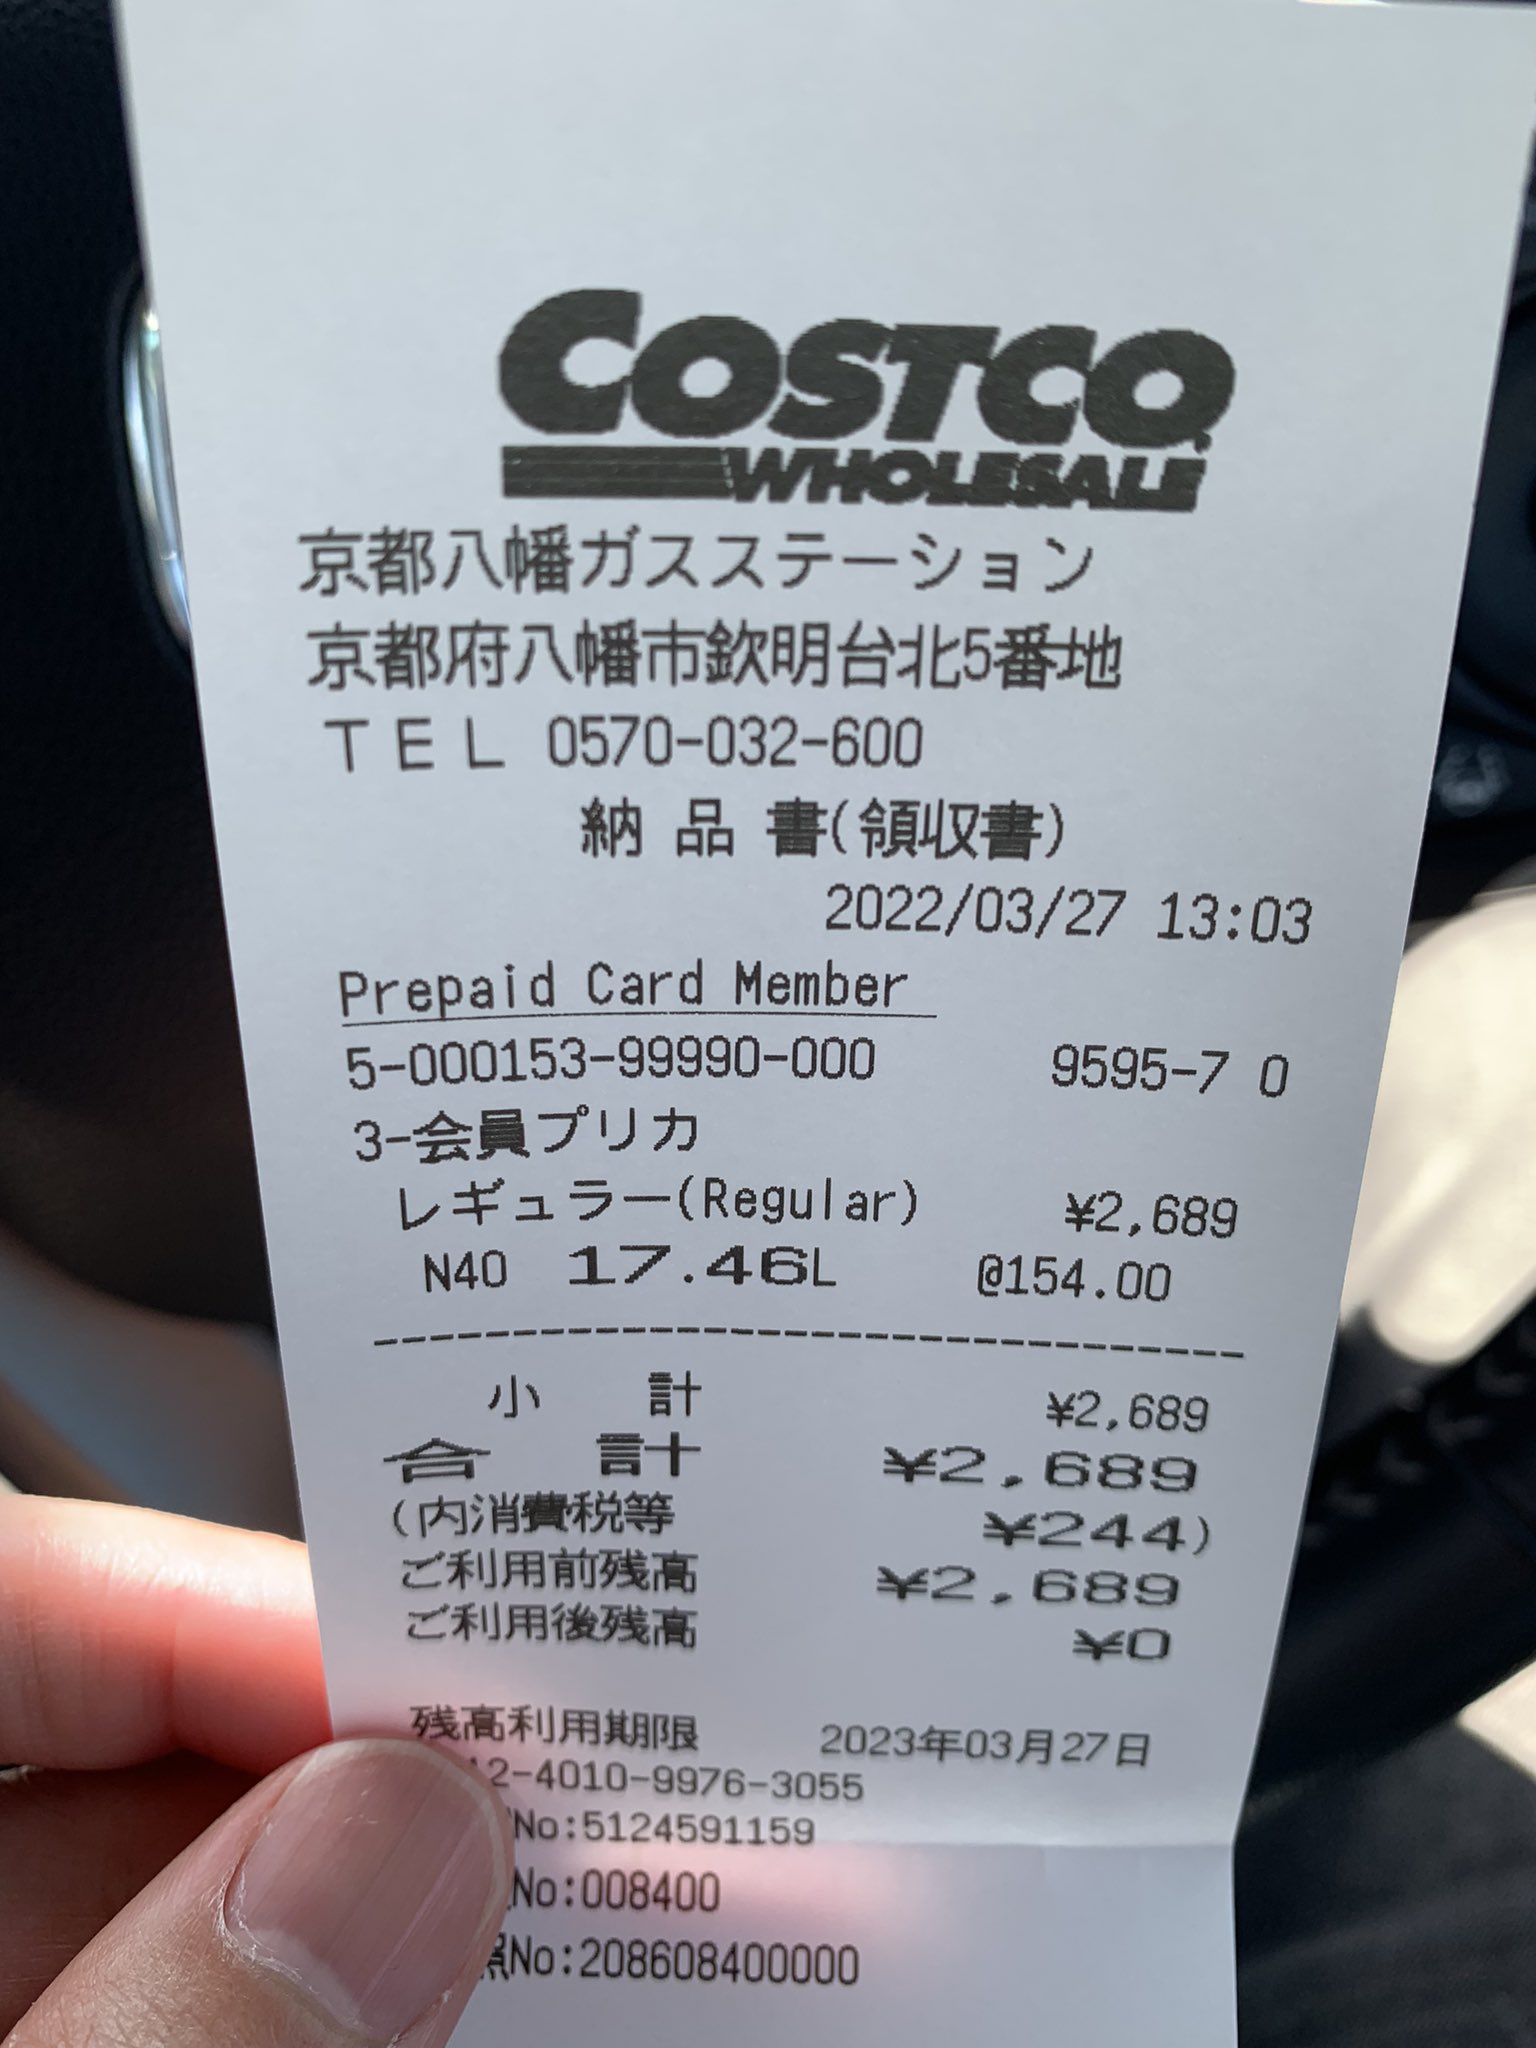 COSTCO
WHOLESALE
京都八幡ガスステーション
京都府八幡市欽明台北5番地
TEL 0570-032-600
納 品 書(領収書)
2022/03/27 13:03
Prepaid Card Member
5-000153-99990-000 9595-7 0
3-会員プリカ
レギュラー(Regular) ¥2,689
N40 17.46L @154.00
小 計 ¥2,689
合 計 ¥2,689
(内消費税等 ¥244)
ご利用前残高 ¥2,689
ご利用後残高 ¥0
残高利用期限 2023年03月27日
12-4010-9976-3055
No:5124591159
No:008400
照No:208608400000